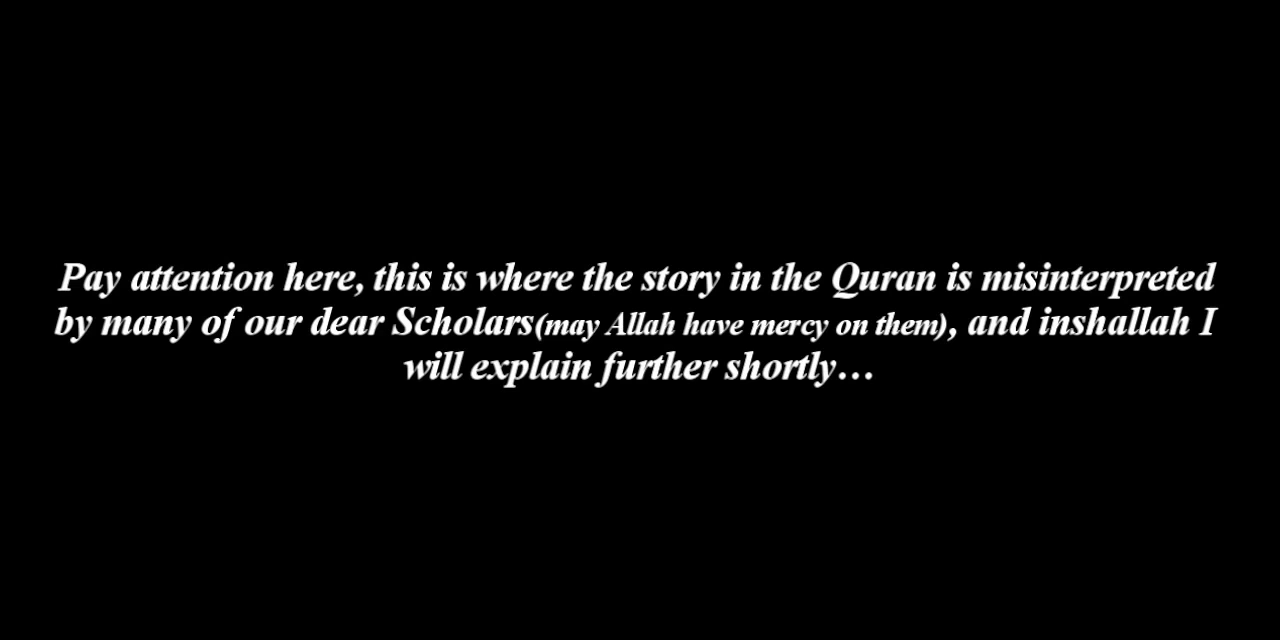 Pay attention here, this is where the story in the Quran is misinterpreted
by many of our dear Scholars(may Allah have mercy on them), and inshallah I
will explain further shortly…